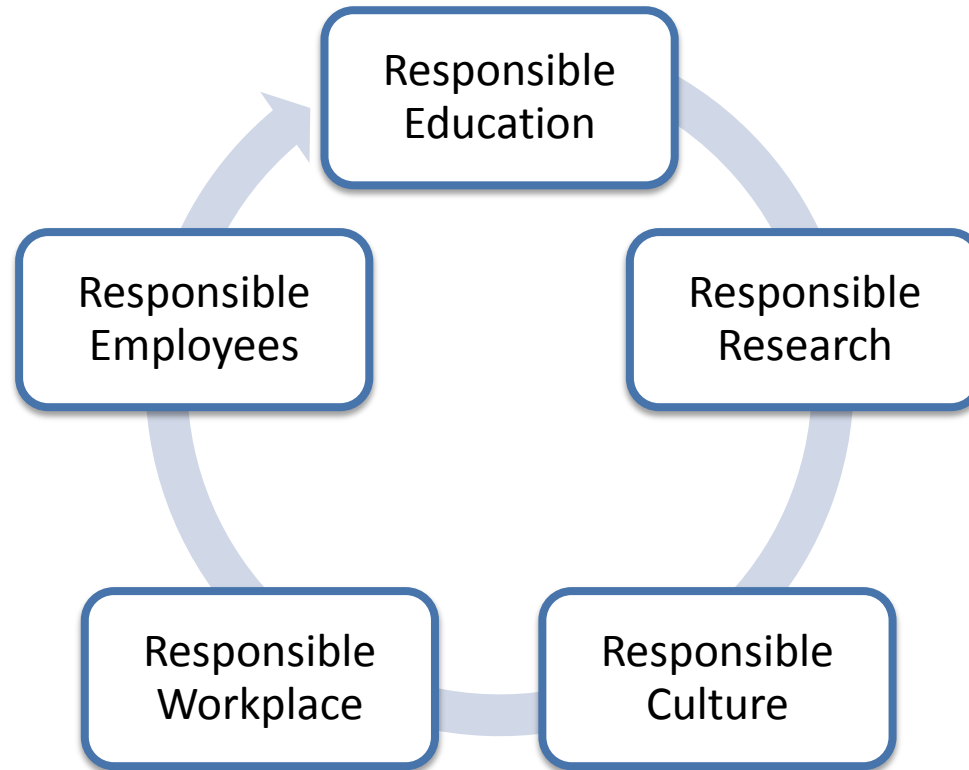 Responsible
Education
Responsible
Research
Responsible
Culture
Responsible
Workplace
Responsible
Employees